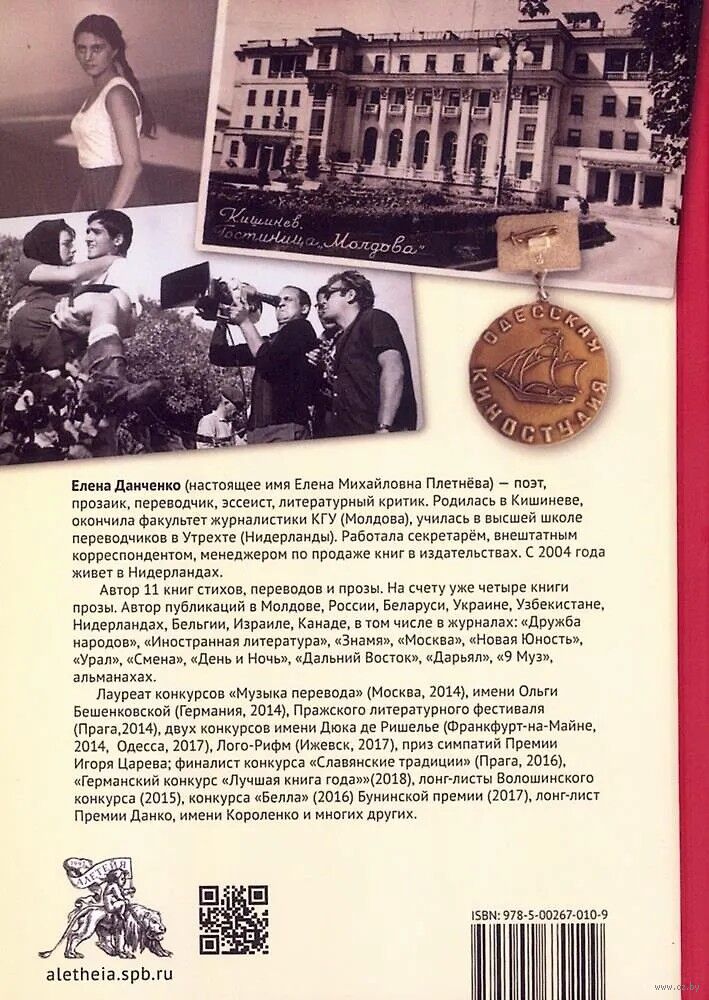 Кишинев.
Гостиница „Молдова"
ОДЕССКАЯ
КИНОСТУДИЯ
Елена Данченко (настоящее имя Елена Михайловна Плетнёва) — поэт,
прозаик, переводчик, эссеист, литературный критик. Родилась в Кишиневе,
окончила факультет журналистики КГУ (Молдова), училась в высшей школе
переводчиков в Утрехте (Нидерланды). Работала секретарём, внештатным
корреспондентом, менеджером по продаже книг в издательствах. С 2004 года
живет в Нидерландах.
Автор 11 книг стихов, переводов и прозы. На счету уже четыре книги
прозы. Автор публикаций в Молдове, России, Беларуси, Украине, Узбекистане,
Нидерландах, Бельгии, Израиле, Канаде, в том числе в журналах: «Дружба
народов», «Иностранная литература», «Знамя», «Москва», «Новая Юность»,
«Урал», «Смена», «День и Ночь», «Дальний Восток», «Дарьял», «9 Муз»,
альманахах.
Лауреат конкурсов «Музыка перевода» (Москва, 2014), имени Ольги
Бешенковской (Германия, 2014), Пражского литературного фестиваля
(Прага,2014), двух конкурсов имени Дюка де Ришелье (Франкфурт-на-Майне,
2014, Одесса, 2017), Лого-Рифм (Ижевск, 2017), приз симпатий Премии
Игоря Царева; финалист конкурса «Славянские традиции» (Прага, 2016),
«Германский конкурс «Лучшая книга года»»(2018), лонг-листы Волошинского
конкурса (2015), конкурса «Белла» (2016) Бунинской премии (2017), лонг-лист
Премии Данко, имени Короленко и многих других.
1992
АЛЕТЕЙЯ
aletheia.spb.ru
ISBN: 978-5-00267-010-9
www.oz.by